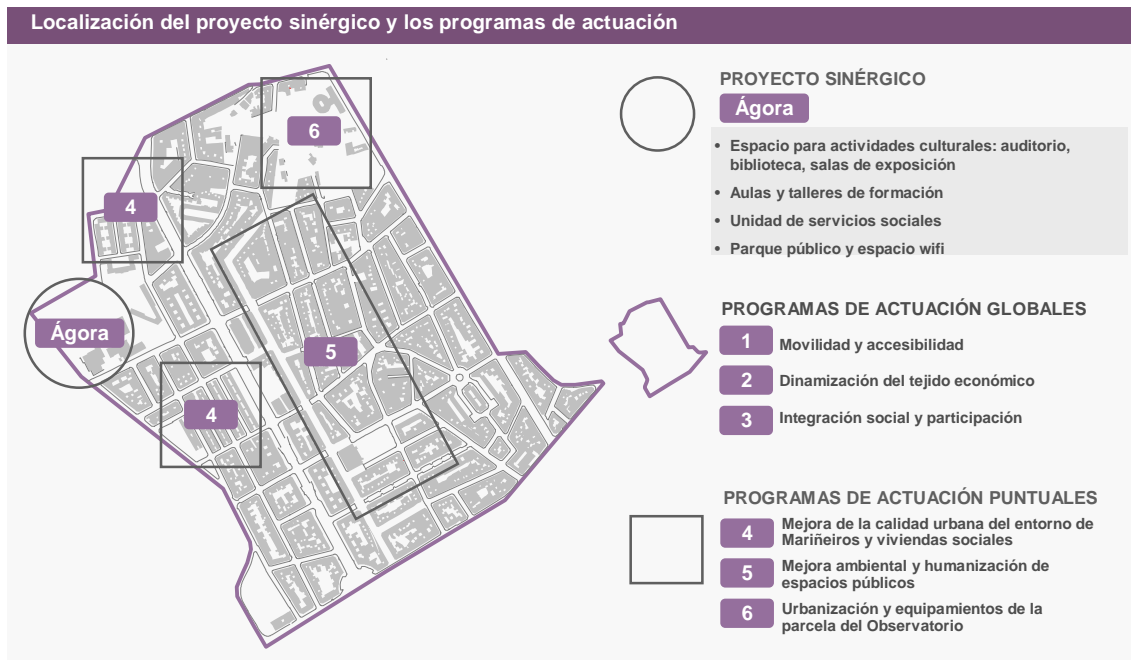 Localización del proyecto sinérgico y los programas de actuación
6
4
Ágora
5
4
PROYECTO SINÉRGICO
Ágora
• Espacio para actividades culturales: auditorio,
biblioteca, salas de exposición
• Aulas y talleres de formación
• Unidad de servicios sociales
• Parque público y espacio wifi
PROGRAMAS DE ACTUACIÓN GLOBALES
1 Movilidad y accesibilidad
2 Dinamización del tejido económico
3 Integración social y participación
PROGRAMAS DE ACTUACIÓN PUNTUALES
4 Mejora de la calidad urbana del entorno de
Mariñeiros y viviendas sociales
5 Mejora ambiental y humanización de
espacios públicos
6 Urbanización y equipamientos de la
parcela del Observatorio